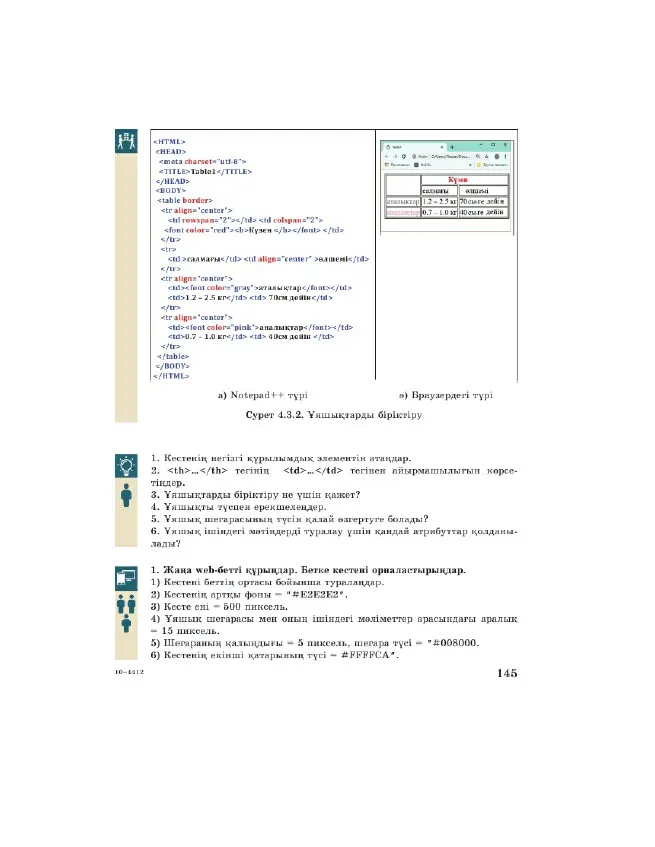 <HTML>
<HEAD>
<meta charset="utf-8">
<TITLE>Table1</TITLE>
</HEAD>
<BODY>
<table border>
<tr align="center">
<td rowspan="2"></td> <td colspan="2">
<font color="red"><b>Күзен </b></font> </td>
</tr>
<tr>
<td >салмағы</td> <td align="center" >өлшемі</td>
</tr>
<tr align="center">
<td><font color="gray">аталықтар</font></td>
<td>1.2 – 2.5 кг</td> <td> 70см дейін</td>
</tr>
<tr align="center">
<td><font color="pink">аналықтар</font></td>
<td>0.7 – 1.0 кг</td> <td> 40см дейін </td>
</tr>
</table>
</BODY>
</HTML>
Күзен
салмағы өлшемі
аталықтар 1.2 – 2.5 кг 70 см-ге дейін
аналықтар 0.7 – 1.0 кг 40 см-ге дейін
а) Notepad++ түрі
ә) Браузердегі түрі
Сурет 4.3.2. Ұяшықтарды біріктіру
1. Кестенің негізгі құрылымдық элементін атаңдар.
2. <th>...</th> тегінің <td>...</td> тегінен айырмашылығын көрсе-
тіңдер.
3. Ұяшықтарды біріктіру не үшін қажет?
4. Ұяшықты түспен ерекшелеңдер.
5. Ұяшық шегарасының түсін қалай өзгертуге болады?
6. Ұяшық ішіндегі мәтіндерді туралау үшін қандай атрибуттар қолданы-
лады?
1. Жаңа web-бетті құрыңдар. Бетке кестені орналастырыңдар.
1) Кестені беттің ортасы бойынша туралаңдар.
2) Кестенің артқы фоны = "#E2E2E2".
3) Кесте ені = 500 пиксель.
4) Ұяшық шегарасы мен оның ішіндегі мәліметтер арасындағы аралық
= 15 пиксель.
5) Шегараның қалыңдығы = 5 пиксель, шегара түсі = "#008000.
6) Кестенің екінші қатарының түсі = #FFFFCA".
10–4412
145